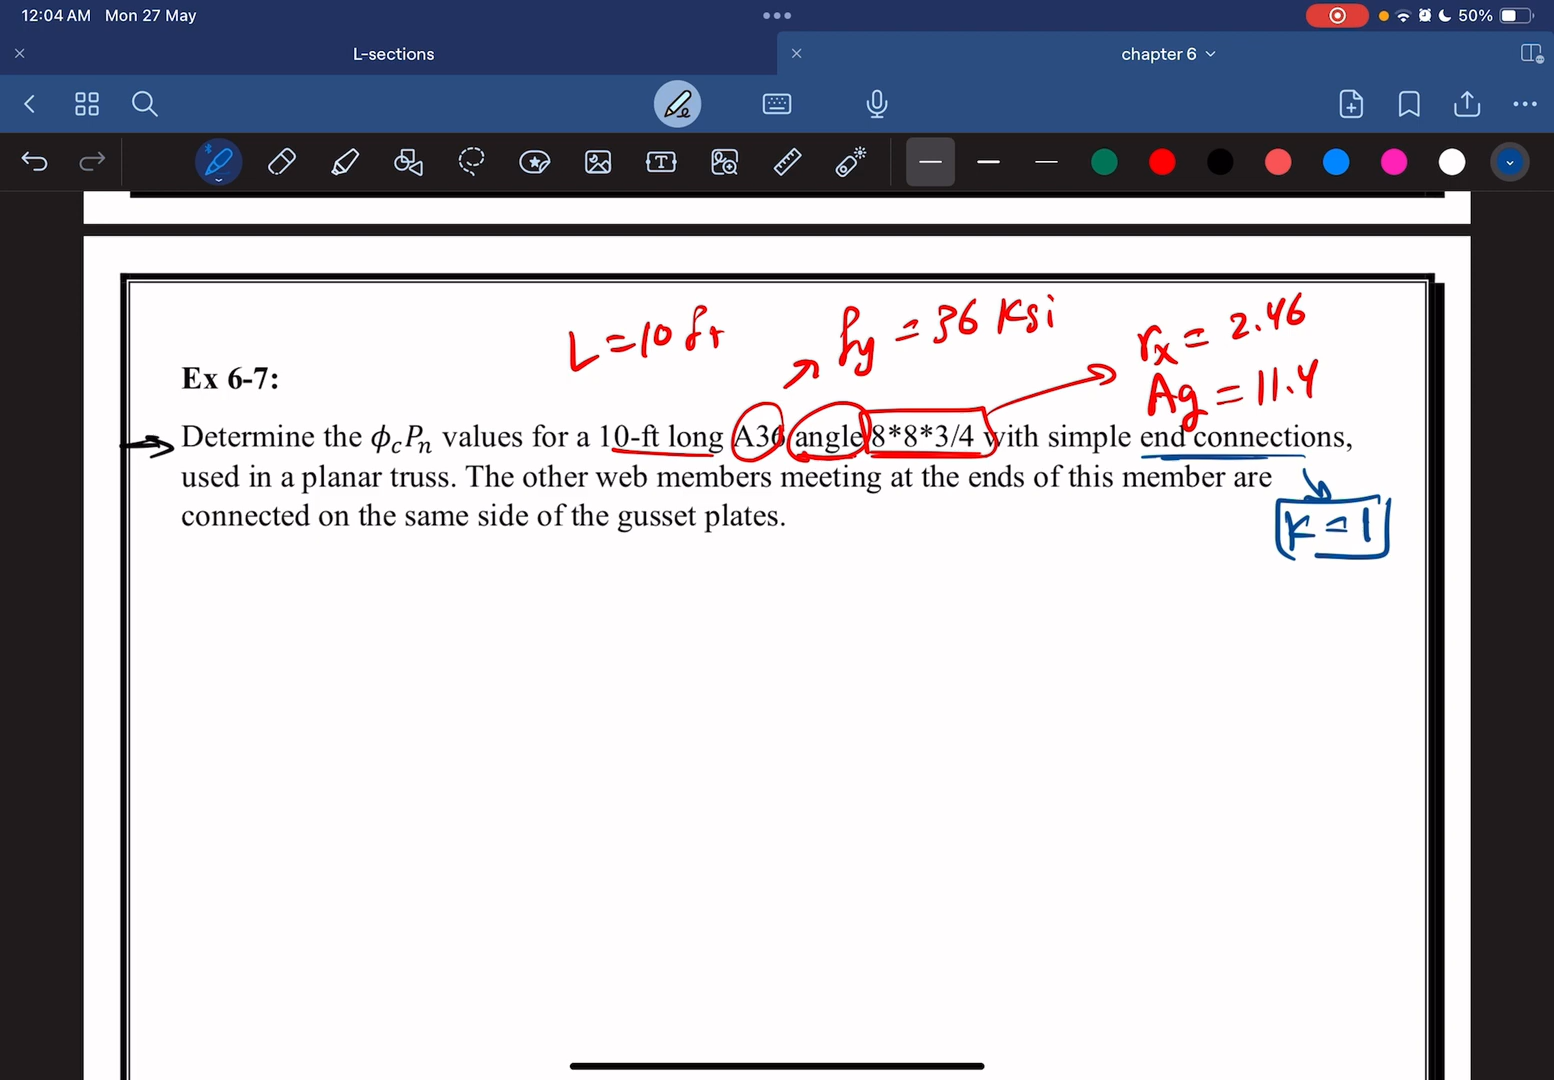 12:04 AM Mon 27 May
50%
L-sections
chapter 6
L=10 ft
fy = 36 Ksi
rx = 2.46
Ag = 11.4
Ex 6-7:
Determine the ϕcPn values for a 10-ft long A36 angle 8*8*3/4 with simple end connections,
used in a planar truss. The other web members meeting at the ends of this member are
connected on the same side of the gusset plates.
K = 1